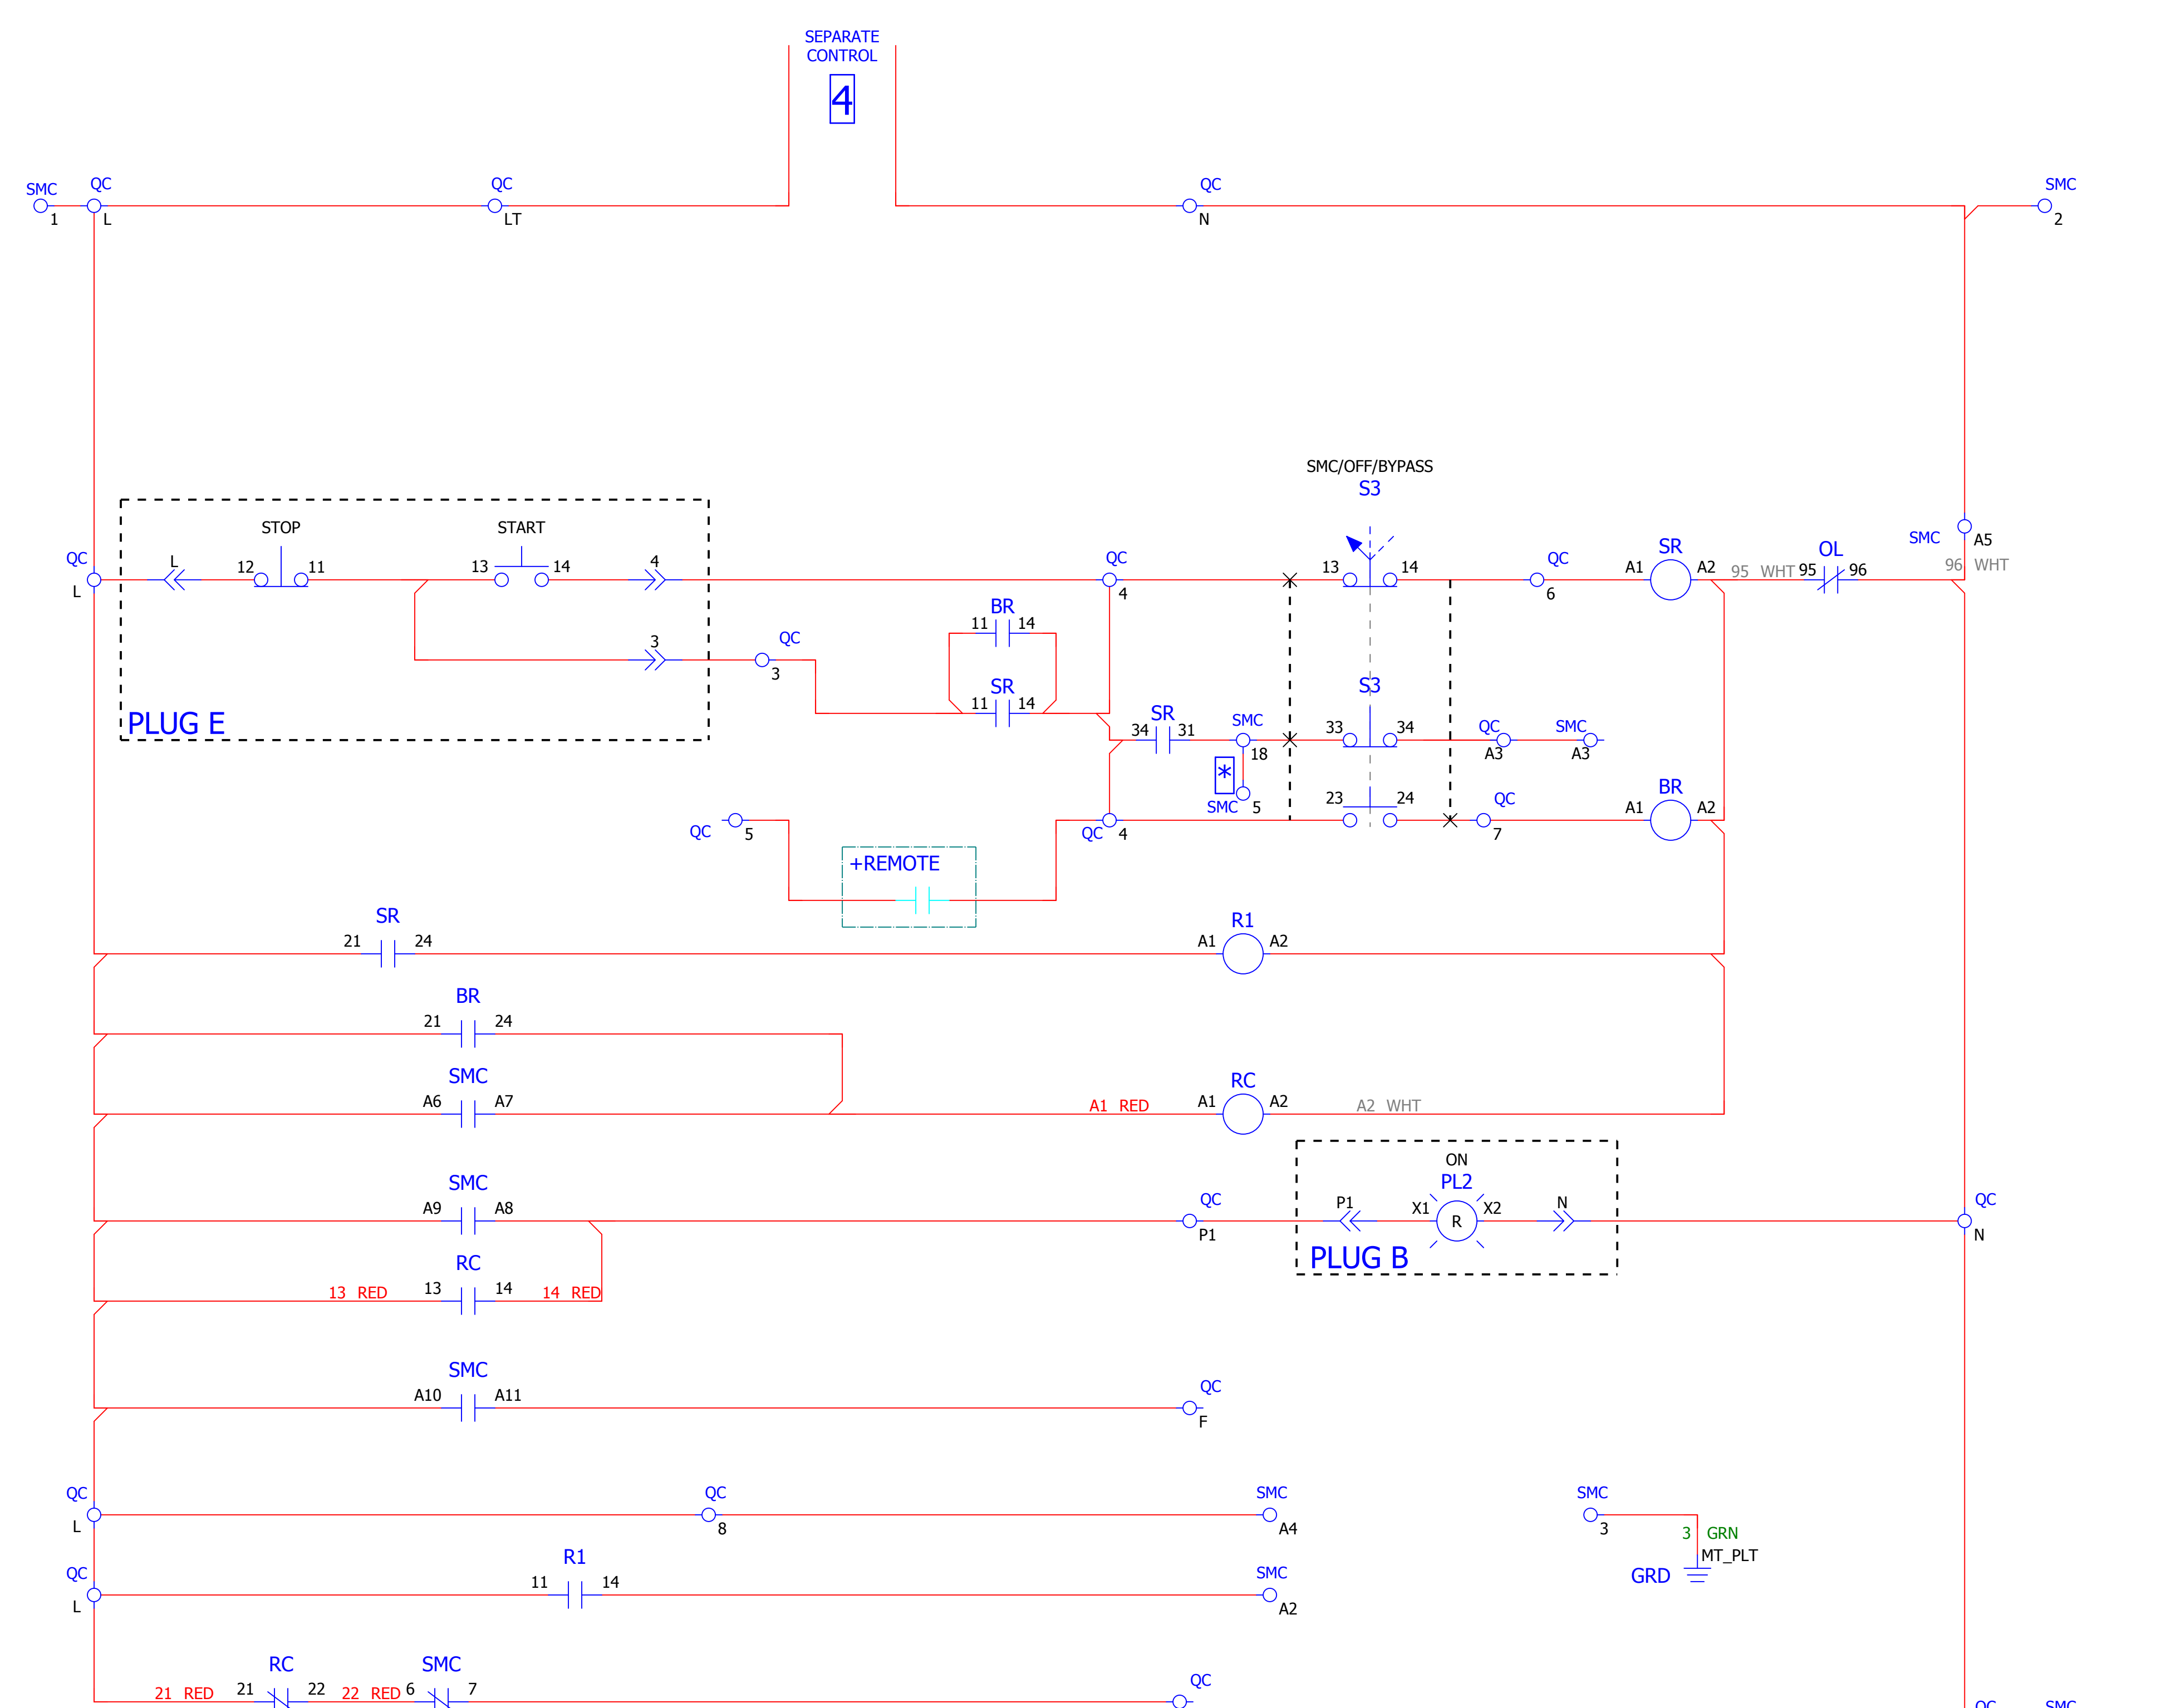 SEPARATE
CONTROL
4
SMC
1
QC
L
QC
LT
QC
N
SMC
2
SMC/OFF/BYPASS
S3
STOP
START
QC
L
L
12
11
13
14
4
QC
4
13
14
QC
6
SR
A1
A2
95 WHT
95
OL
96
SMC
A5
96 WHT
BR
11
14
3
QC
3
SR
11
14
PLUG E
SR
34
31
SMC
18
S3
33
34
QC
A3
SMC
A3
*
SMC
5
QC
5
QC
4
23
24
QC
7
BR
A1
A2
+REMOTE
SR
21
24
R1
A1
A2
BR
21
24
SMC
A6
A7
A1 RED
RC
A1
A2
A2 WHT
ON
PL2
SMC
A9
A8
QC
P1
P1
X1
R
X2
N
QC
N
PLUG B
RC
13 RED
13
14
14 RED
SMC
A10
A11
QC
F
QC
L
QC
8
SMC
A4
SMC
3
3 GRN
MT_PLT
GRD
QC
L
R1
11
14
SMC
A2
RC
21 RED
21
22
22 RED
SMC
6
7
QC
QC
SMC